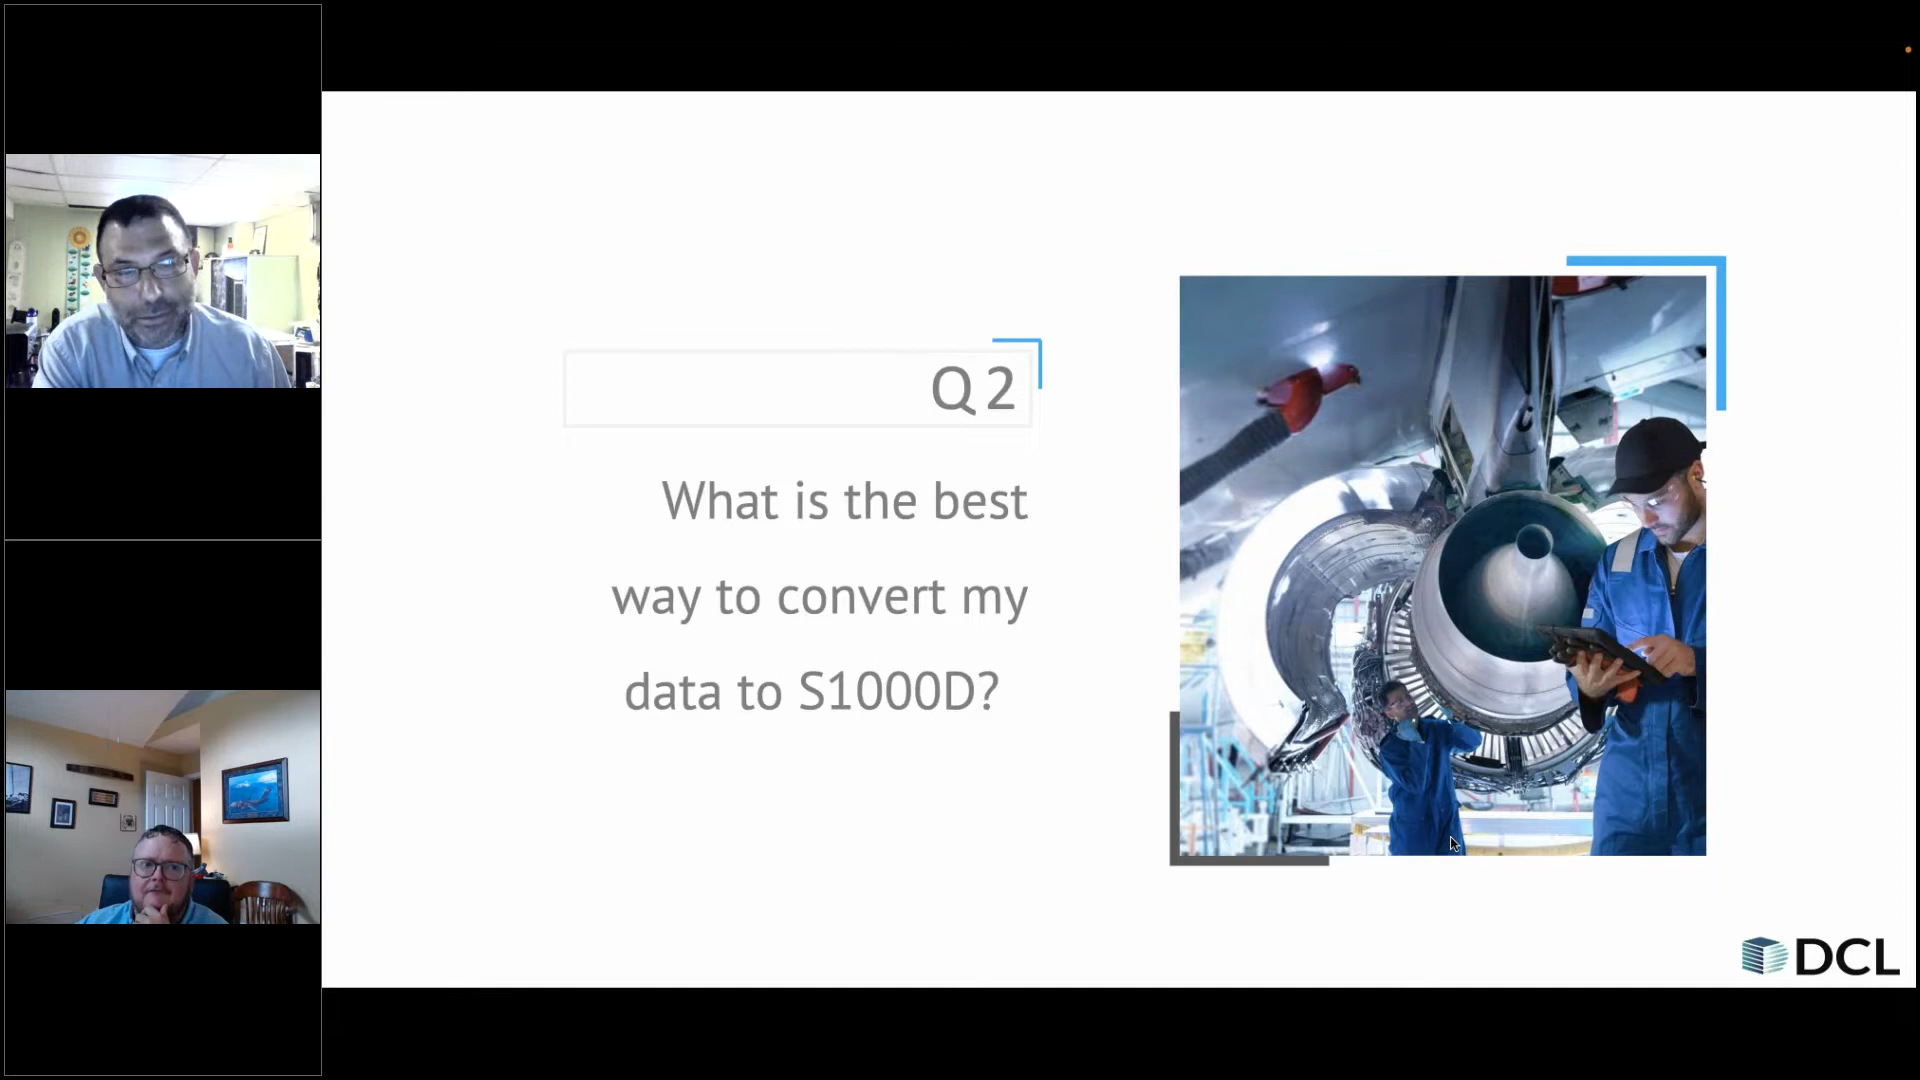 Q2
What is the best
way to convert my
data to S1000D?
DCL